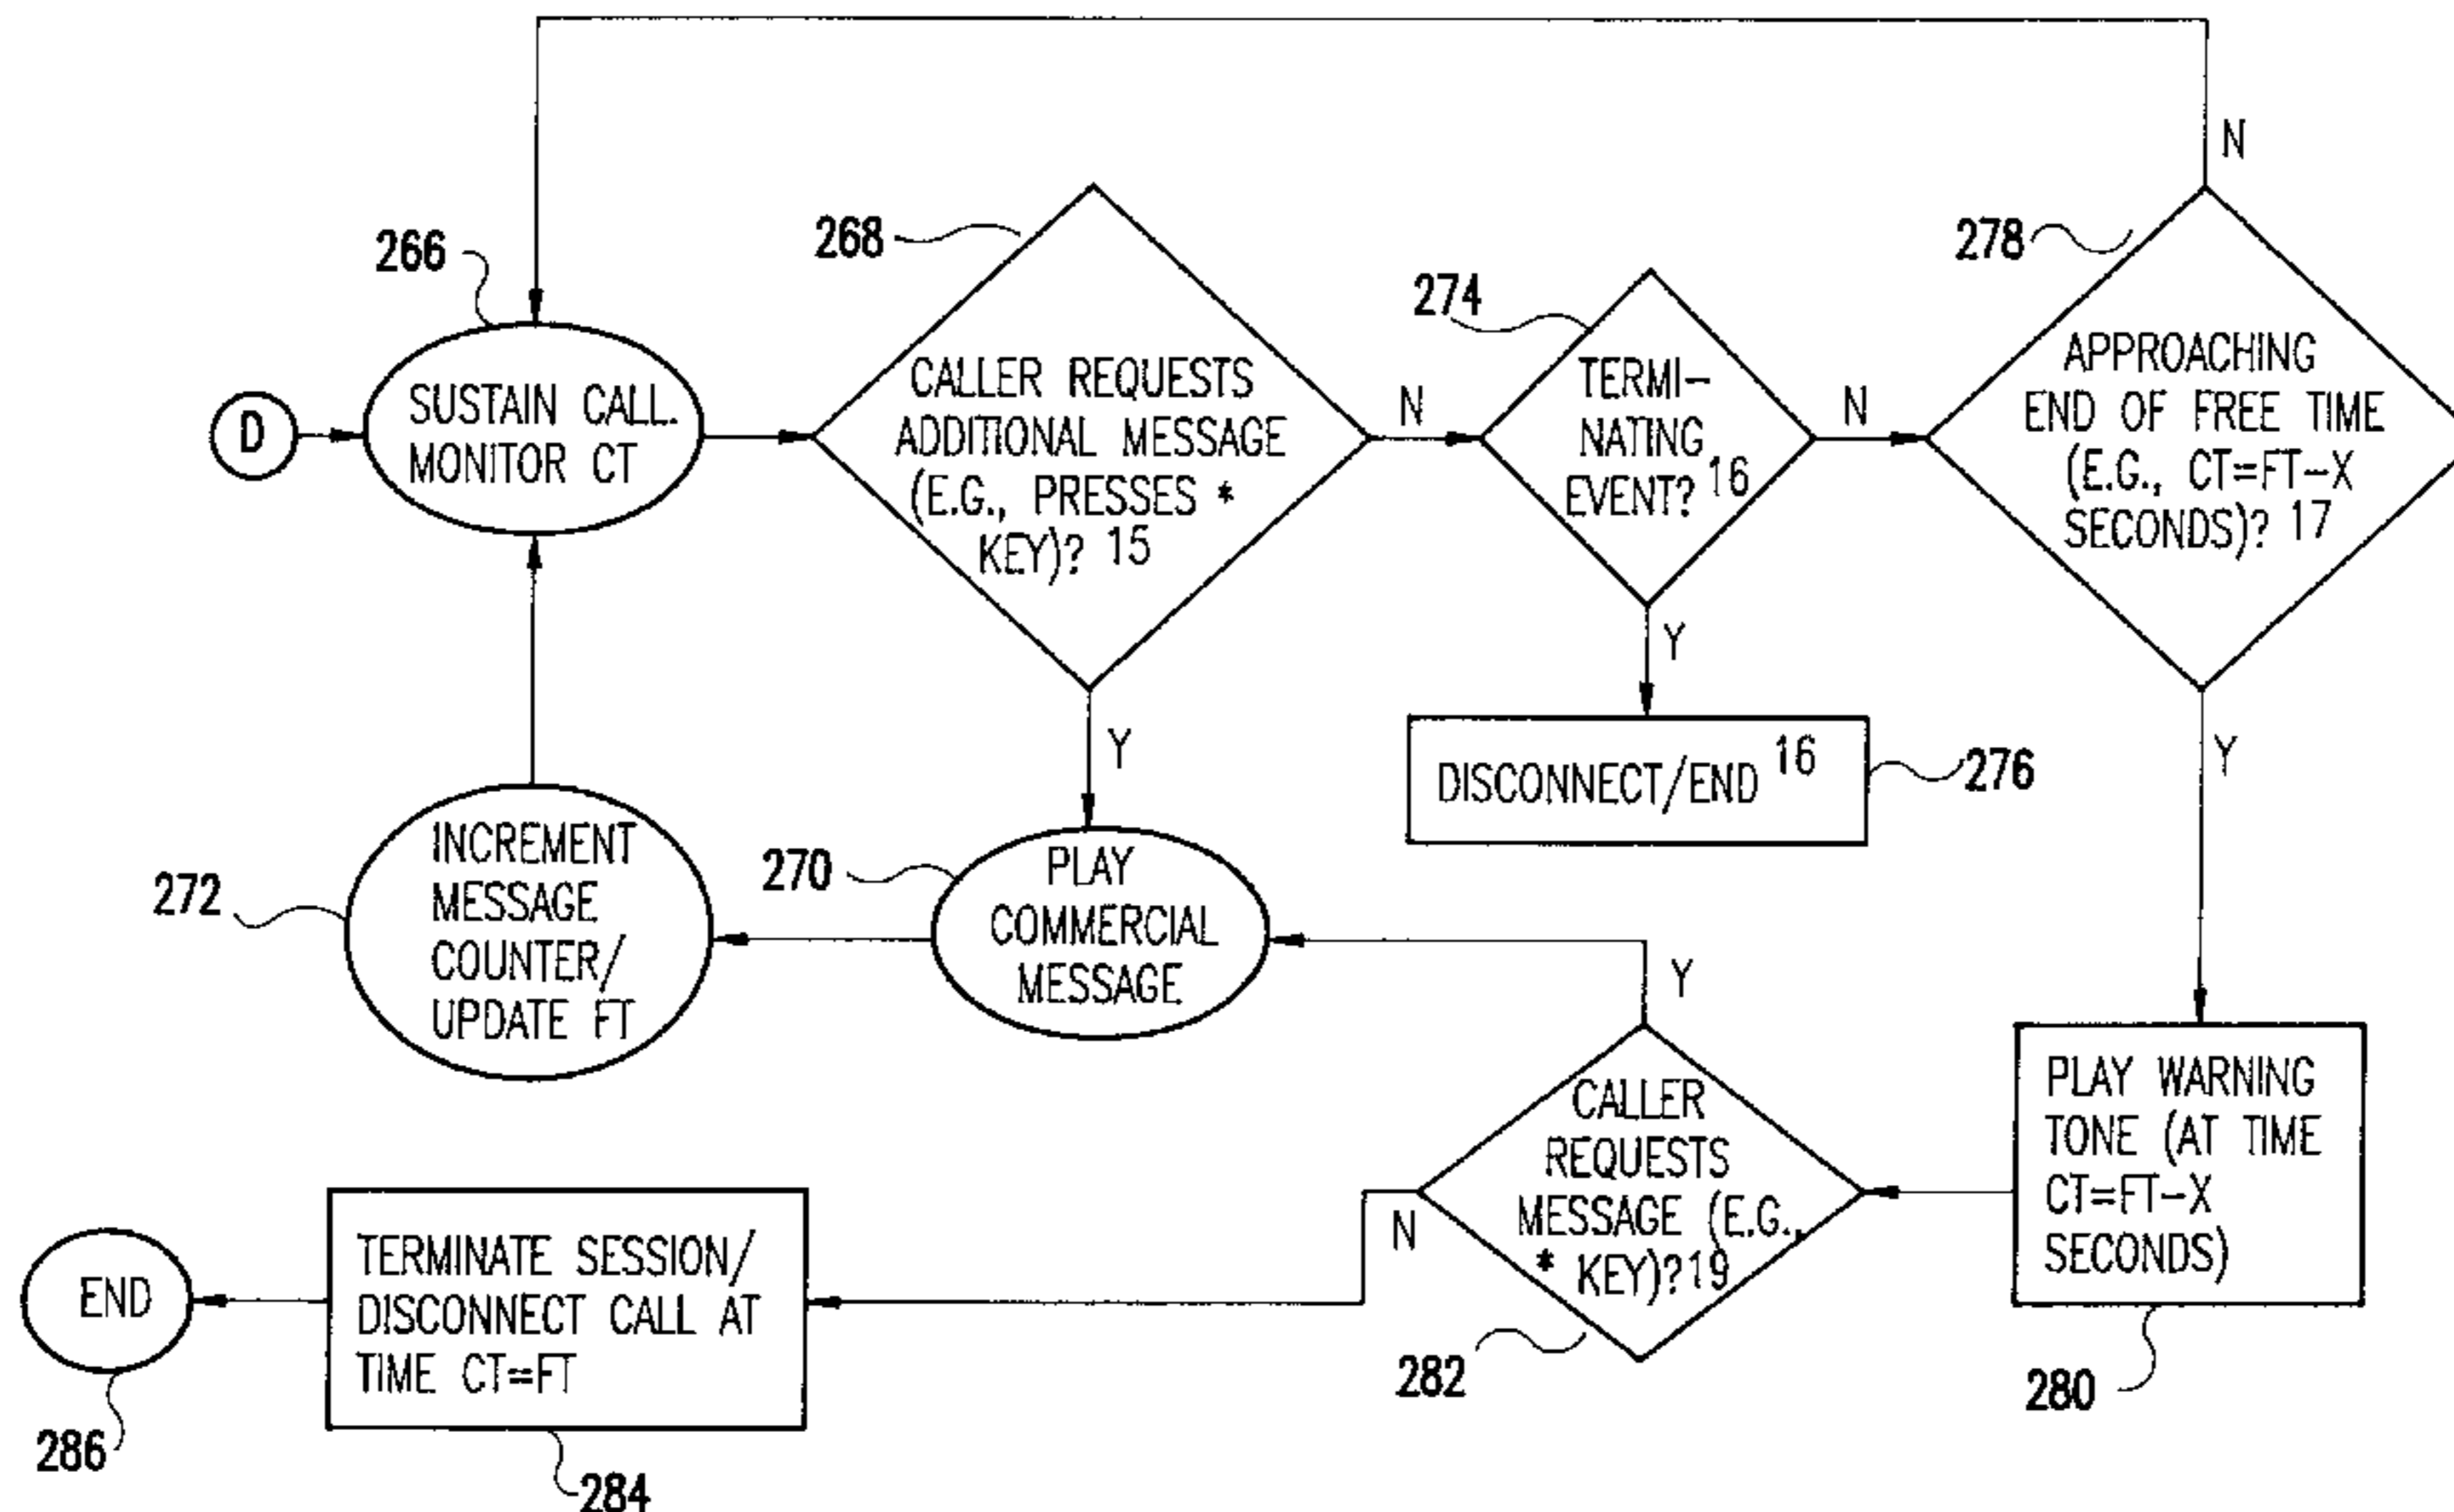 N
268
278
266
274
CALLER REQUESTS
ADDITIONAL MESSAGE
(E.G., PRESSES *
KEY)? 15
TERMI-
NATING
EVENT? 16
APPROACHING
END OF FREE TIME
(E.G., CT=FT-X
SECONDS)? 17
D
SUSTAIN CALL.
MONITOR CT
N
N
Y
Y
Y
DISCONNECT/END 16
276
272
INCREMENT
MESSAGE
COUNTER/
UPDATE FT
270
PLAY
COMMERCIAL
MESSAGE
Y
CALLER
REQUESTS
MESSAGE (E.G.,
* KEY)? 19
PLAY WARNING
TONE (AT TIME
CT=FT-X
SECONDS)
N
END
TERMINATE SESSION/
DISCONNECT CALL AT
TIME CT=FT
282
280
286
284